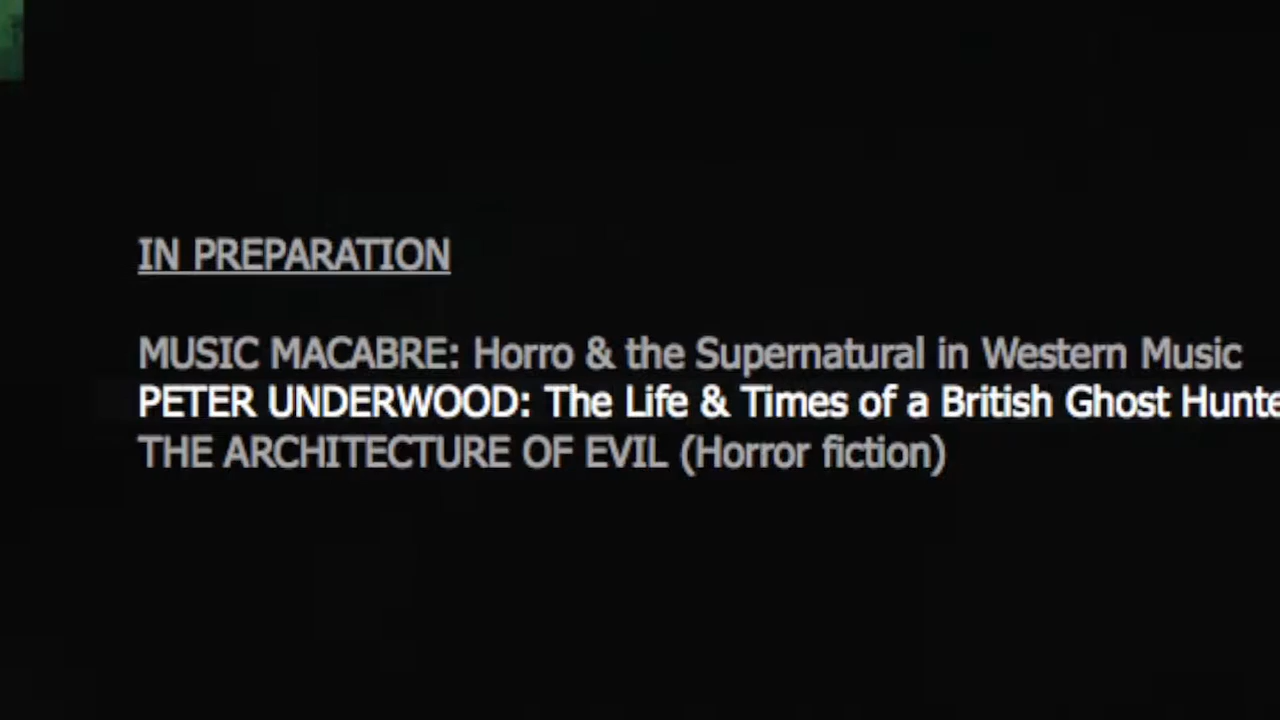 IN PREPARATION
MUSIC MACABRE: Horro & the Supernatural in Western Music
PETER UNDERWOOD: The Life & Times of a British Ghost Hunte
THE ARCHITECTURE OF EVIL (Horror fiction)